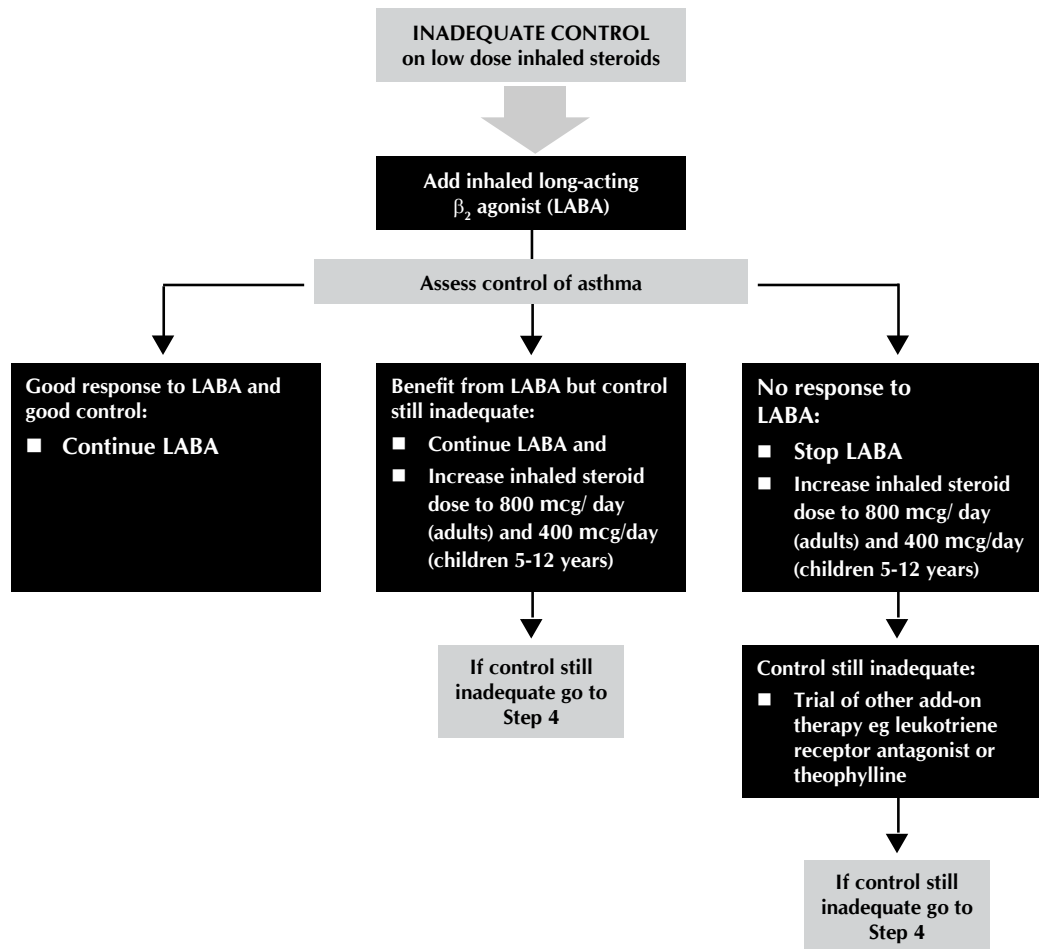 INADEQUATE CONTROL
on low dose inhaled steroids
Add inhaled long-acting
β₂ agonist (LABA)
Assess control of asthma
Good response to LABA and
good control:
■ Continue LABA
Benefit from LABA but control
still inadequate:
■ Continue LABA and
■ Increase inhaled steroid
dose to 800 mcg/ day
(adults) and 400 mcg/day
(children 5-12 years)
If control still
inadequate go to
Step 4
No response to
LABA:
■ Stop LABA
■ Increase inhaled steroid
dose to 800 mcg/ day
(adults) and 400 mcg/day
(children 5-12 years)
Control still inadequate:
■ Trial of other add-on
therapy eg leukotriene
receptor antagonist or
theophylline
If control still
inadequate go to
Step 4